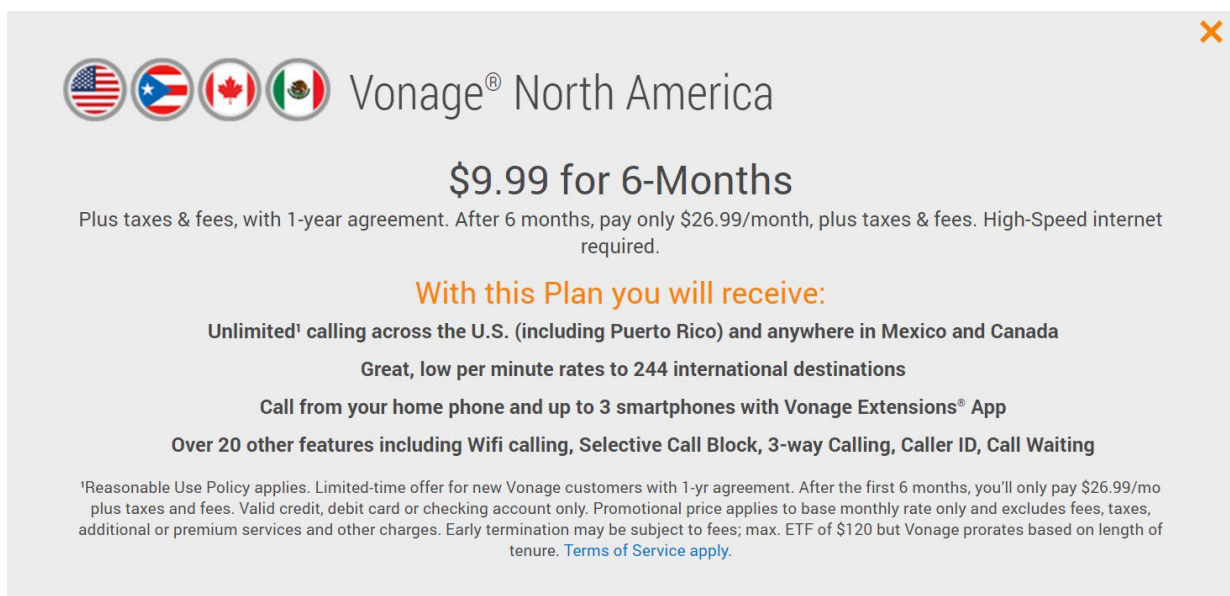 Vonage® North America
$9.99 for 6-Months
Plus taxes & fees, with 1-year agreement. After 6 months, pay only $26.99/month, plus taxes & fees. High-Speed internet
required.
With this Plan you will receive:
Unlimited¹ calling across the U.S. (including Puerto Rico) and anywhere in Mexico and Canada
Great, low per minute rates to 244 international destinations
Call from your home phone and up to 3 smartphones with Vonage Extensions® App
Over 20 other features including Wifi calling, Selective Call Block, 3-way Calling, Caller ID, Call Waiting
¹Reasonable Use Policy applies. Limited-time offer for new Vonage customers with 1-yr agreement. After the first 6 months, you’ll only pay $26.99/mo
plus taxes and fees. Valid credit, debit card or checking account only. Promotional price applies to base monthly rate only and excludes fees, taxes,
additional or premium services and other charges. Early termination may be subject to fees; max. ETF of $120 but Vonage prorates based on length of
tenure. Terms of Service apply.